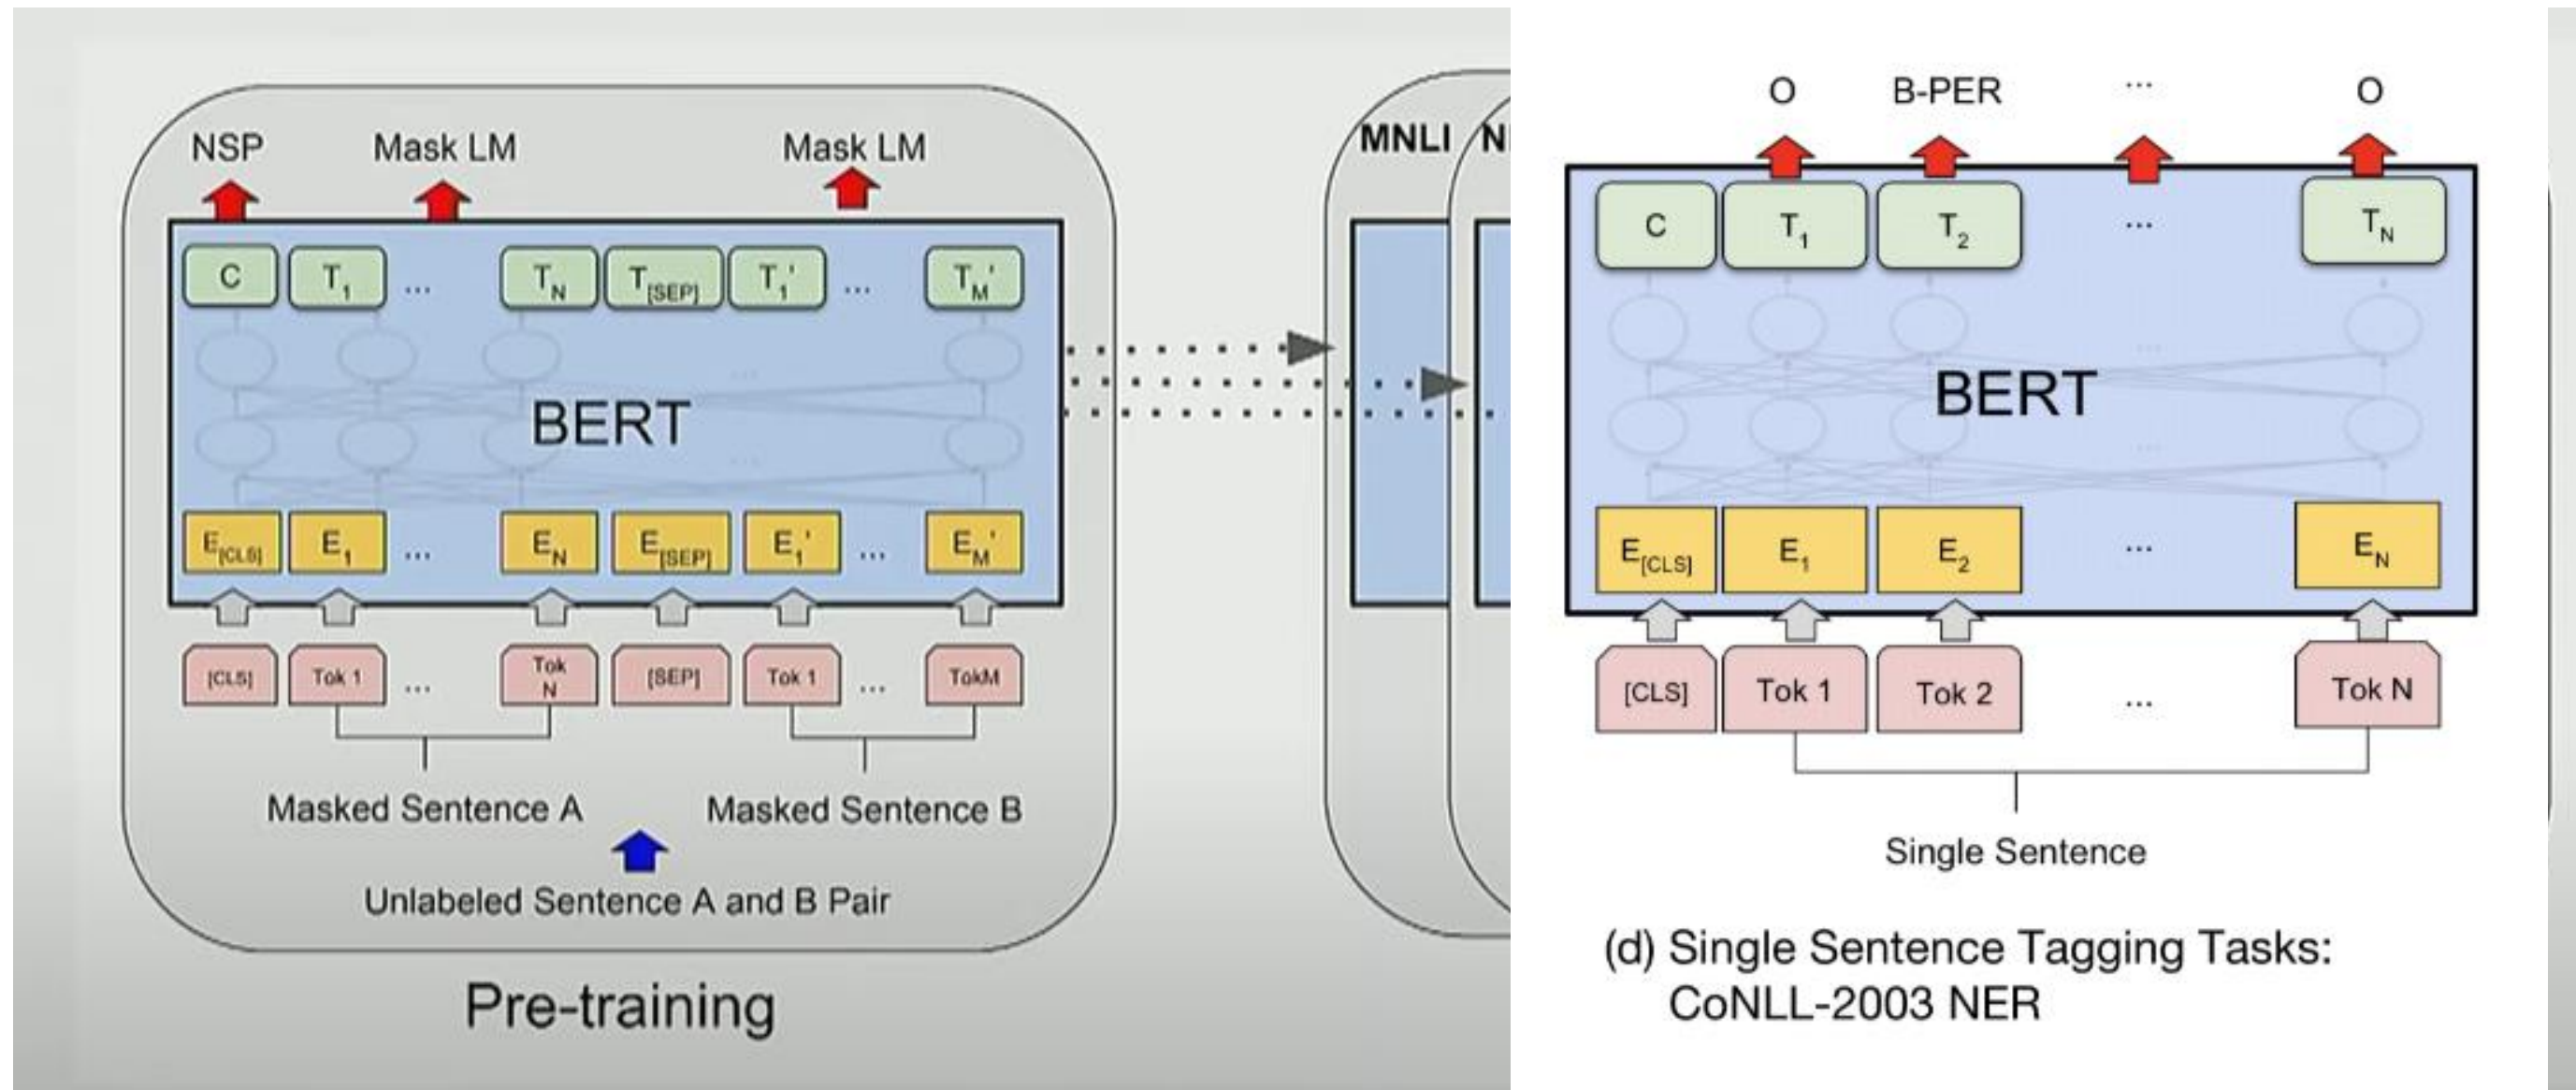 NSP Mask LM Mask LM
C T1 ... TN T[SEP] T1' ... TM'
BERT
E[CLS] E1 ... EN E[SEP] E1' ... EM'
[CLS] Tok 1 ... Tok N [SEP] Tok 1 ... TokM
Masked Sentence A Masked Sentence B
Unlabeled Sentence A and B Pair
Pre-training
MNLI
O B-PER ... O
C T1 T2 ... TN
BERT
E[CLS] E1 E2 ... EN
[CLS] Tok 1 Tok 2 ... Tok N
Single Sentence
(d) Single Sentence Tagging Tasks:
CoNLL-2003 NER